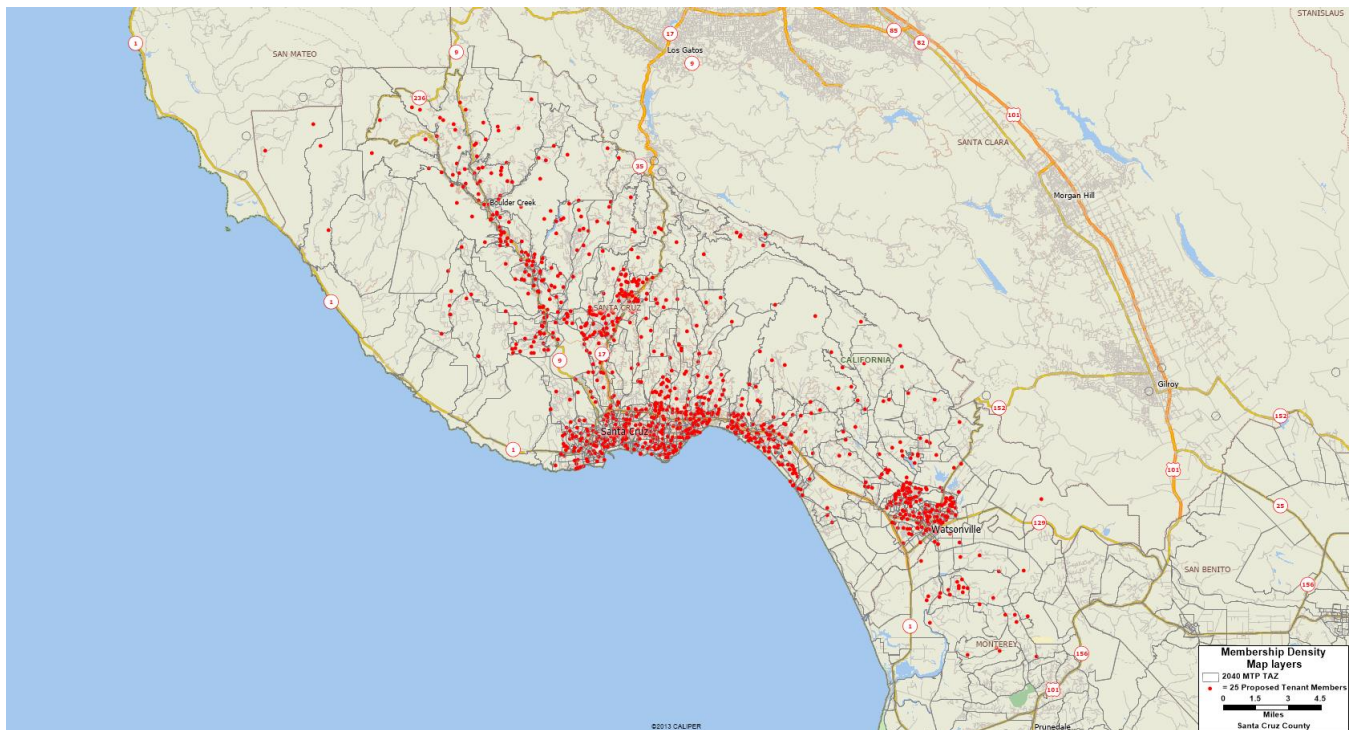 STANISLAUS
1
17
85
82
SAN MATEO
9
Los Gatos
9
236
101
SANTA CLARA
35
Morgan Hill
Boulder Creek
1
SANTA CRUZ
17
9
CALIFORNIA
Gilroy
152
152
Santa Cruz
1
101
25
129
Watsonville
SAN BENITO
156
1
MONTEREY
156
101
Prunedale
©2013 CALIPER
Membership Density
Map layers
2040 MTP TAZ
= 25 Proposed Tenant Members
0 1.5 3 4.5
Miles
Santa Cruz County